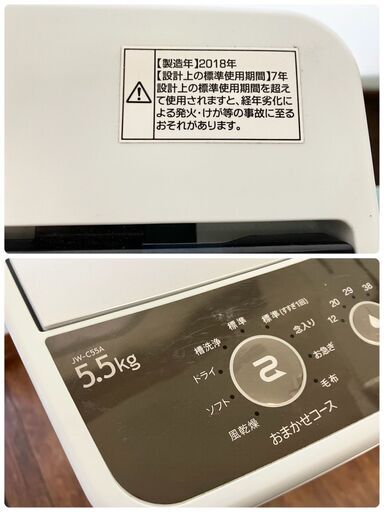 【製造年】2018年
【設計上の標準使用期間】7年
設計上の標準使用期間を超え
て使用されますと、経年劣化に
よる発火・けが等の事故に至る
おそれがあります。
JW-C55A
5.5kg
標準
標準(すすぎ1回)
念入り
お急ぎ
毛布
おまかせコース
風乾燥
ソフト
ドライ
槽洗浄
12
20
29
38